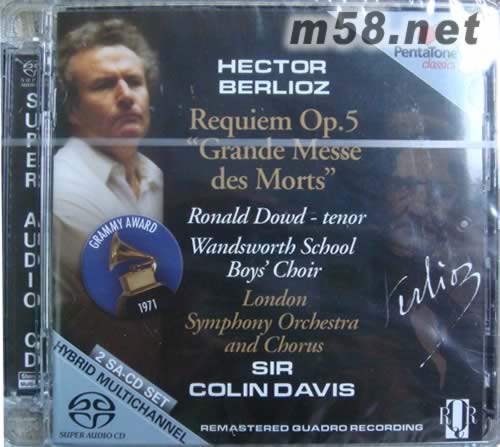 m58.net
PentaTone
classics
HECTOR
BERLIOZ
Requiem Op.5
"Grande Messe
des Morts"
Ronald Dowd - tenor
Wandsworth School
Boys' Choir
London
Symphony Orchestra
and Chorus
SIR
COLIN DAVIS
REMASTERED QUADRO RECORDING
GRAMMY AWARD
1971
2 SA-CD SET
HYBRID MULTICHANNEL
SUPER AUDIO CD
SUPER AUDIO CD
Berlioz
RQR